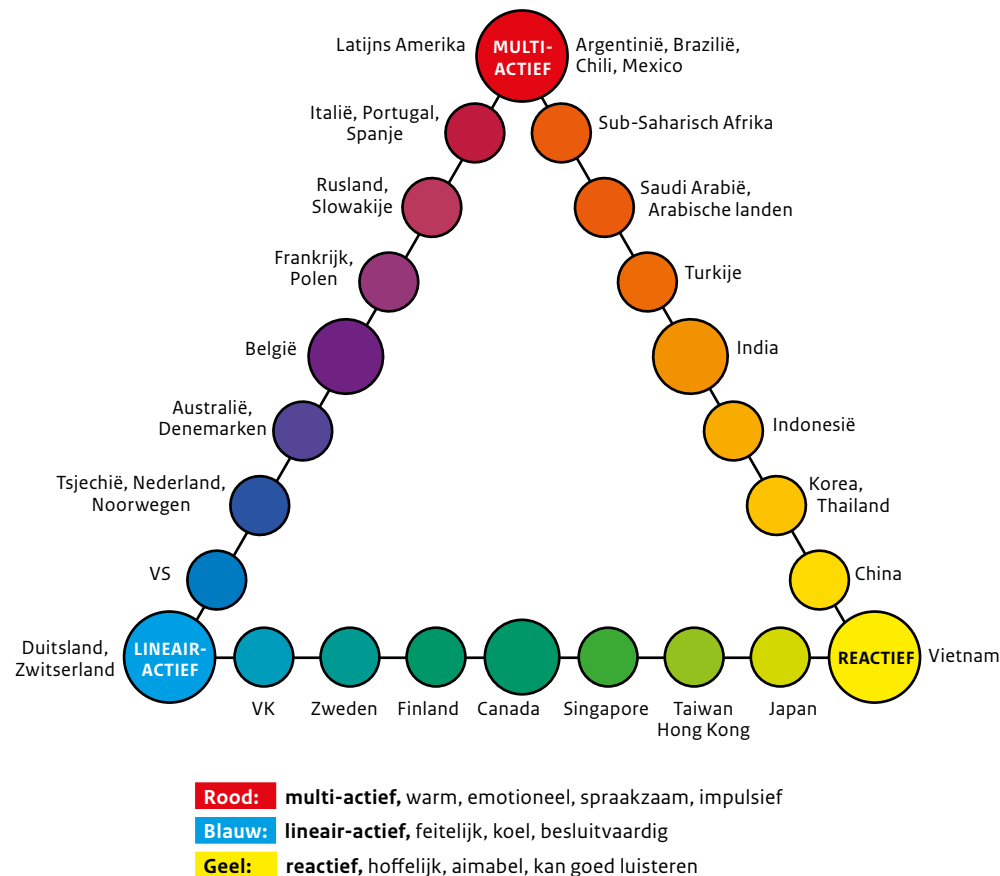 Latijns Amerika
MULTI-
ACTIEF
Argentinië, Brazilië,
Chili, Mexico
Italië, Portugal,
Spanje
Sub-Saharisch Afrika
Rusland,
Slowakije
Saudi Arabië,
Arabische landen
Frankrijk,
Polen
Turkije
België
India
Australië,
Denemarken
Indonesië
Tsjechië, Nederland,
Noorwegen
Korea,
Thailand
VS
China
Duitsland,
Zwitserland
LINEAIR-
ACTIEF
REACTIEF
Vietnam
VK
Zweden
Finland
Canada
Singapore
Taiwan
Hong Kong
Japan
Rood: multi-actief, warm, emotioneel, spraakzaam, impulsief
Blauw: lineair-actief, feitelijk, koel, besluitvaardig
Geel: reactief, hoffelijk, aimabel, kan goed luisteren